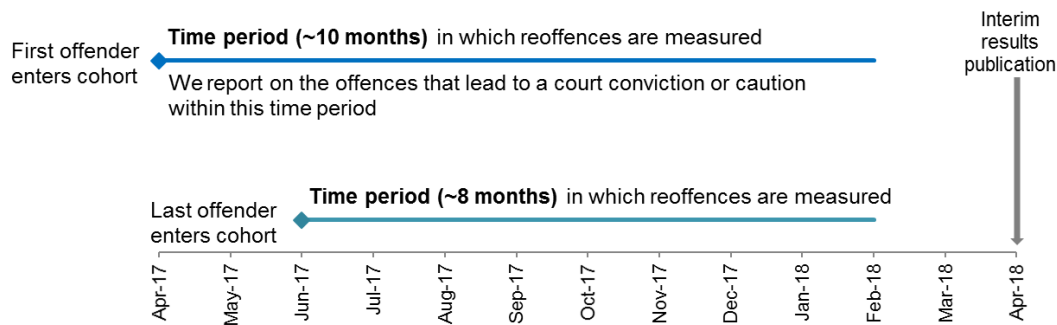 First offender
enters cohort
Time period (~10 months) in which reoffences are measured
We report on the offences that lead to a court conviction or caution
within this time period
Interim
results
publication
Last offender
enters cohort
Time period (~8 months) in which reoffences are measured
Apr-17
May-17
Jun-17
Jul-17
Aug-17
Sep-17
Oct-17
Nov-17
Dec-17
Jan-18
Feb-18
Mar-18
Apr-18